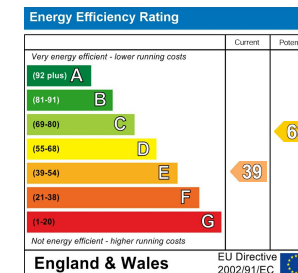 Energy Efficiency Rating
Current
Very energy efficient - lower running costs
(92 plus) A
(81-91) B
(69-80) C
(55-68) D
(39-54) E
39
(21-38) F
(1-20) G
Not energy efficient - higher running costs
England & Wales
EU Directive
2002/91/EC